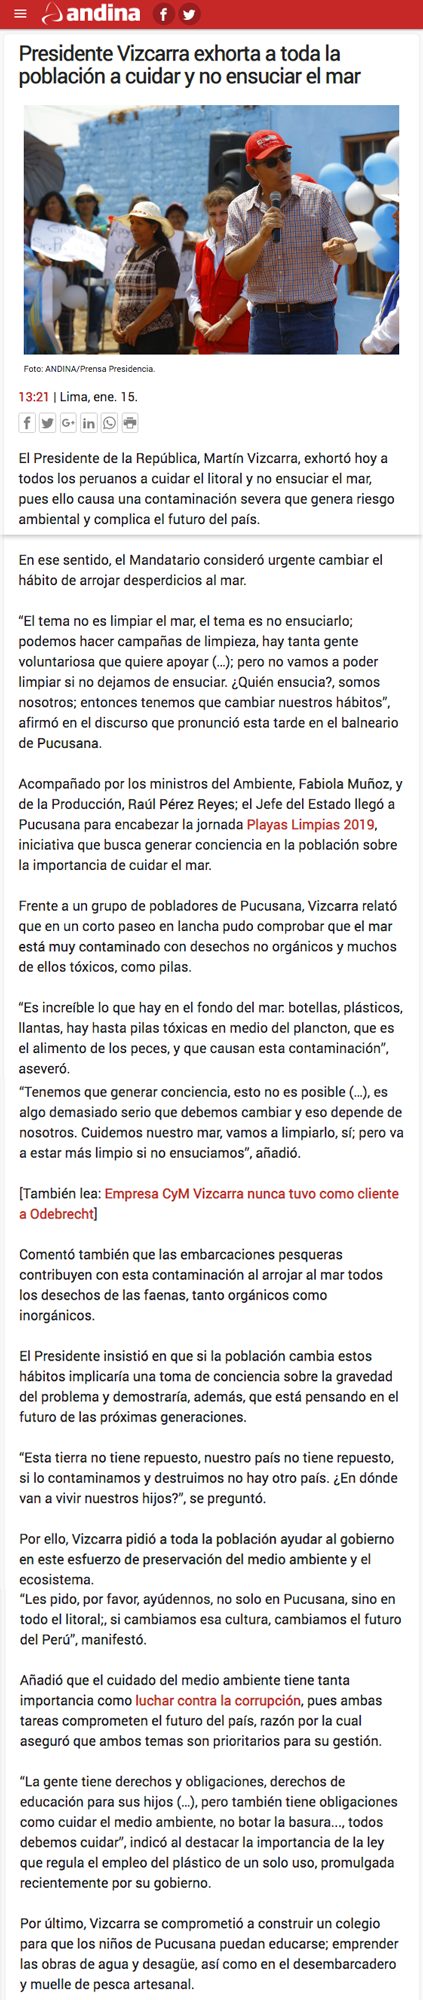 andina
Presidente Vizcarra exhorta a toda la
población a cuidar y no ensuciar el mar
Foto: ANDINA/Prensa Presidencia.
13:21 | Lima, ene. 15.
El Presidente de la República, Martín Vizcarra, exhortó hoy a
todos los peruanos a cuidar el litoral y no ensuciar el mar,
pues ello causa una contaminación severa que genera riesgo
ambiental y complica el futuro del país.
En ese sentido, el Mandatario consideró urgente cambiar el
hábito de arrojar desperdicios al mar.
“El tema no es limpiar el mar, el tema es no ensuciarlo;
podemos hacer campañas de limpieza, hay tanta gente
voluntariosa que quiere apoyar (…); pero no vamos a poder
limpiar si no dejamos de ensuciar. ¿Quién ensucia?, somos
nosotros; entonces tenemos que cambiar nuestros hábitos”,
afirmó en el discurso que pronunció esta tarde en el balneario
de Pucusana.
Acompañado por los ministros del Ambiente, Fabiola Muñoz, y
de la Producción, Raúl Pérez Reyes; el Jefe del Estado llegó a
Pucusana para encabezar la jornada Playas Limpias 2019,
iniciativa que busca generar conciencia en la población sobre
la importancia de cuidar el mar.
Frente a un grupo de pobladores de Pucusana, Vizcarra relató
que en un corto paseo en lancha pudo comprobar que el mar
está muy contaminado con desechos no orgánicos y muchos
de ellos tóxicos, como pilas.
“Es increíble lo que hay en el fondo del mar: botellas, plásticos,
llantas, hay hasta pilas tóxicas en medio del plancton, que es
el alimento de los peces, y que causan esta contaminación”,
aseveró.
“Tenemos que generar conciencia, esto no es posible (…), es
algo demasiado serio que debemos cambiar y eso depende de
nosotros. Cuidemos nuestro mar, vamos a limpiarlo, sí; pero va
a estar más limpio si no ensuciamos”, añadió.
[También lea: Empresa CyM Vizcarra nunca tuvo como cliente
a Odebrecht]
Comentó también que las embarcaciones pesqueras
contribuyen con esta contaminación al arrojar al mar todos
los desechos de las faenas, tanto orgánicos como
inorgánicos.
El Presidente insistió en que si la población cambia estos
hábitos implicaría una toma de conciencia sobre la gravedad
del problema y demostraría, además, que está pensando en el
futuro de las próximas generaciones.
“Esta tierra no tiene repuesto, nuestro país no tiene repuesto,
si lo contaminamos y destruimos no hay otro país. ¿En dónde
van a vivir nuestros hijos?”, se preguntó.
Por ello, Vizcarra pidió a toda la población ayudar al gobierno
en este esfuerzo de preservación del medio ambiente y el
ecosistema.
“Les pido, por favor, ayúdennos, no solo en Pucusana, sino en
todo el litoral;, si cambiamos esa cultura, cambiamos el futuro
del Perú”, manifestó.
Añadió que el cuidado del medio ambiente tiene tanta
importancia como luchar contra la corrupción, pues ambas
tareas comprometen el futuro del país, razón por la cual
aseguró que ambos temas son prioritarios para su gestión.
“La gente tiene derechos y obligaciones, derechos de
educación para sus hijos (…), pero también tiene obligaciones
como cuidar el medio ambiente, no botar la basura..., todos
debemos cuidar”, indicó al destacar la importancia de la ley
que regula el empleo del plástico de un solo uso, promulgada
recientemente por su gobierno.
Por último, Vizcarra se comprometió a construir un colegio
para que los niños de Pucusana puedan educarse; emprender
las obras de agua y desagüe, así como en el desembarcadero
y muelle de pesca artesanal.